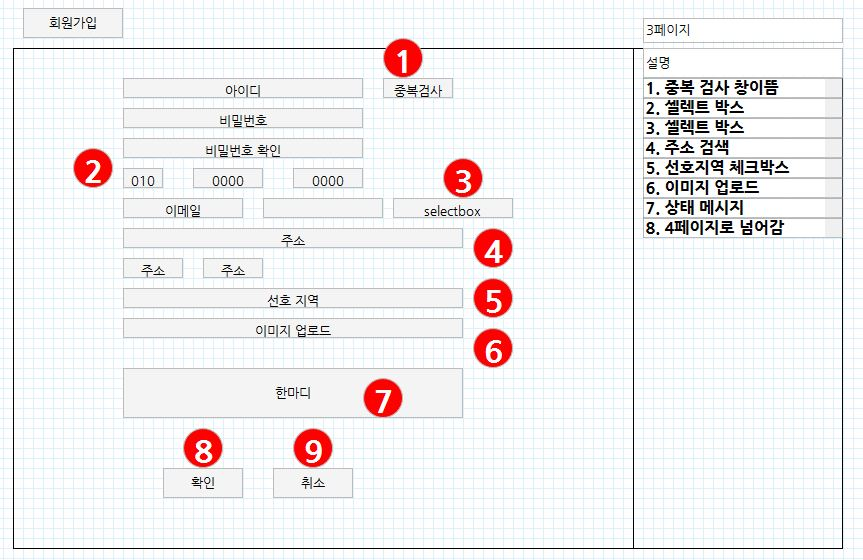 회원가입
3페이지
설명
1. 중복 검사 창이뜸
2. 셀렉트 박스
3. 셀렉트 박스
4. 주소 검색
5. 선호지역 체크박스
6. 이미지 업로드
7. 상태 메시지
8. 4페이지로 넘어감
1
아이디 중복검사
비밀번호
비밀번호 확인
2
3
010 0000 0000
이메일 selectbox
주소
4
주소 주소
선호 지역
5
이미지 업로드
6
한마디
7
8 9
확인 취소